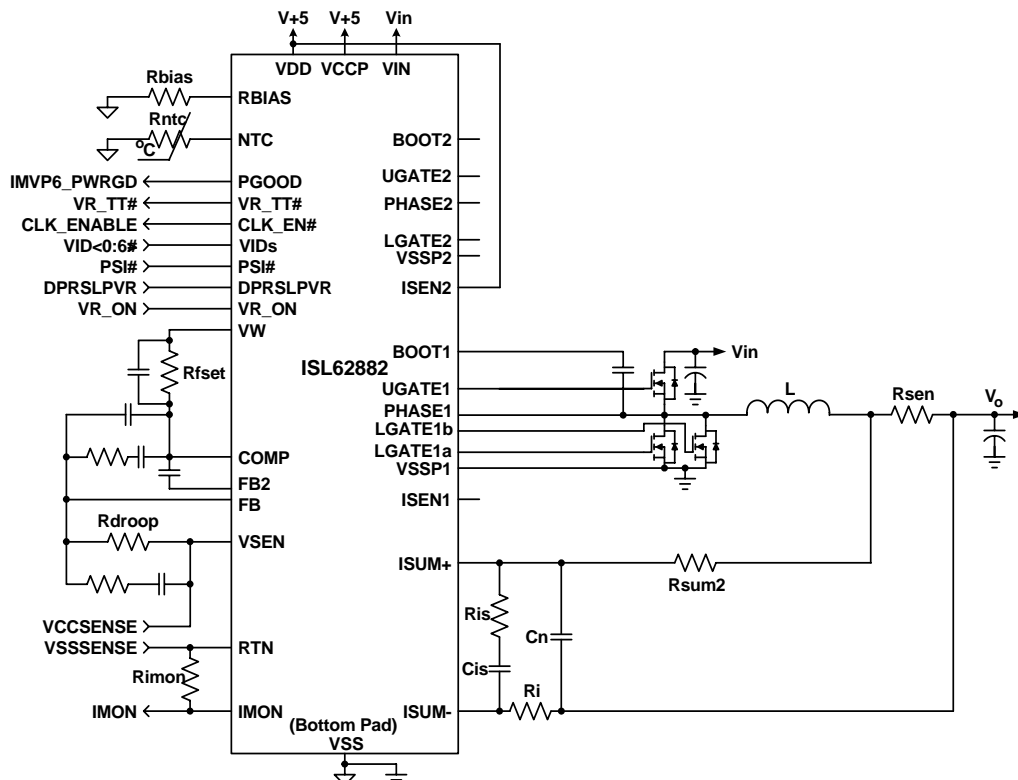 V+5 V+5 Vin
VDD VCCP VIN
Rbias
RBIAS
Rntc
°C
NTC
BOOT2
IMVP6_PWRGD PGOOD
UGATE2
VR_TT# VR_TT#
PHASE2
CLK_ENABLE CLK_EN#
VID<0:6# VIDs
LGATE2
VSSP2
PSI# PSI#
DPRSLPVR DPRSLPVR
ISEN2
VR_ON VR_ON
VW
Rfset
ISL62882
BOOT1
Vin
UGATE1
L
Rsen
Vo
PHASE1
LGATE1b
LGATE1a
VSSP1
COMP
FB2
FB
ISEN1
Rdroop
VSEN
ISUM+
Rsum2
Ris
Cn
VCCSENSE
VSSSENSE RTN
Rimon
Cis
Ri
IMON IMON
ISUM-
(Bottom Pad)
VSS